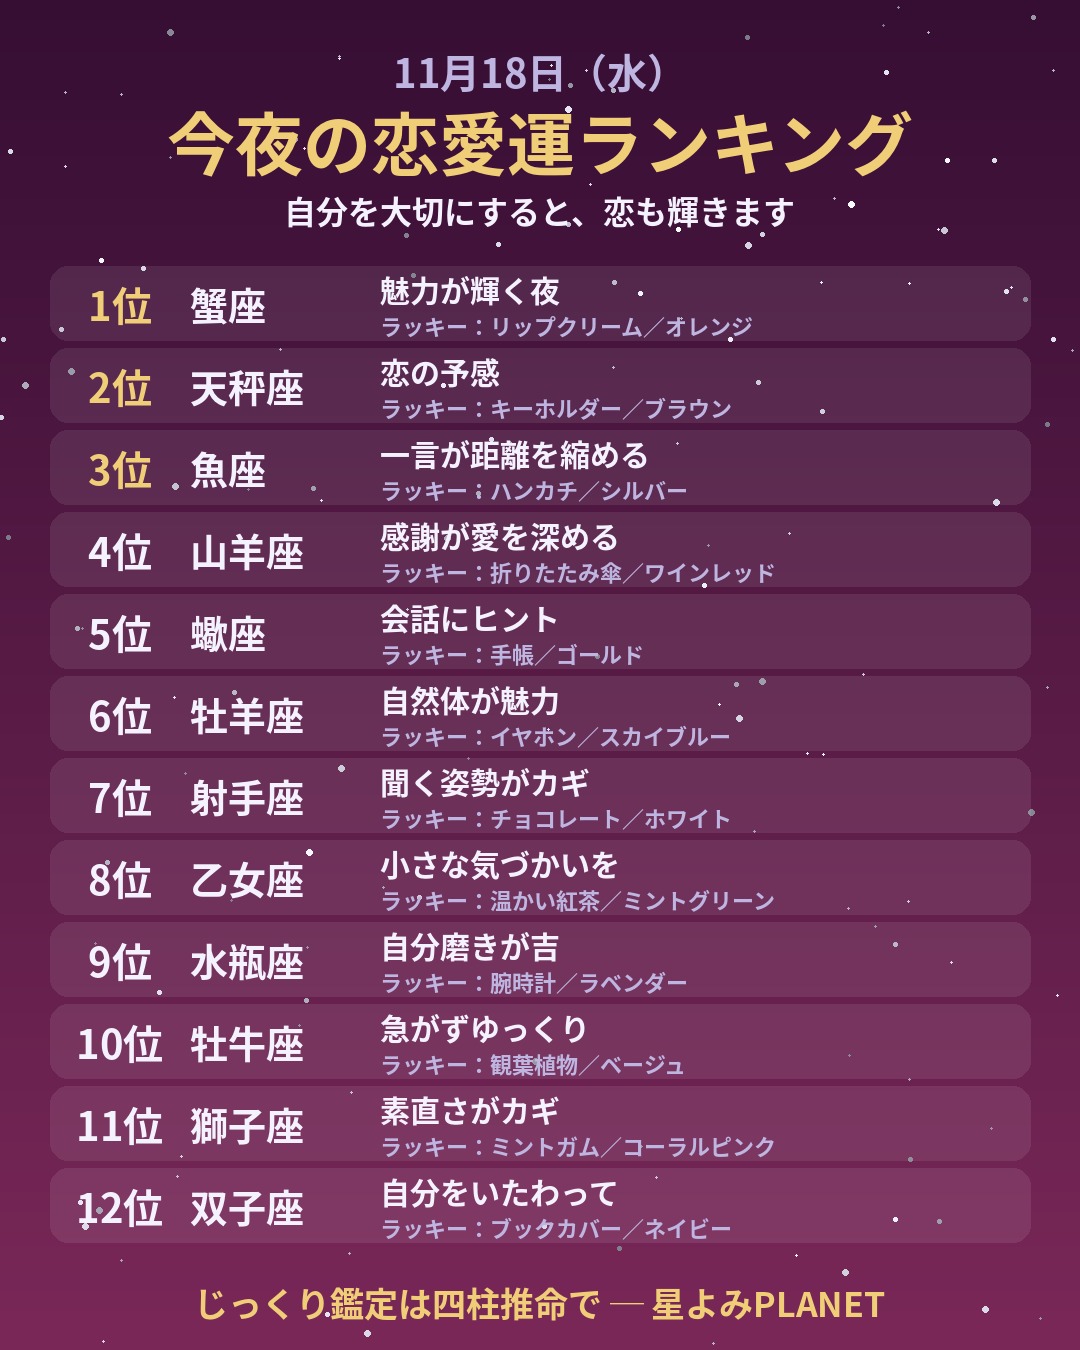 11月18日（水）
今夜の恋愛運ランキング
自分を大切にすると、恋も輝きます
1位 蟹座 魅力が輝く夜
ラッキー：リップクリーム／オレンジ
2位 天秤座 恋の予感
ラッキー：キーホルダー／ブラウン
3位 魚座 一言が距離を縮める
ラッキー：ハンカチ／シルバー
4位 山羊座 感謝が愛を深める
ラッキー：折りたたみ傘／ワインレッド
5位 蠍座 会話にヒント
ラッキー：手帳／ゴールド
6位 牡羊座 自然体が魅力
ラッキー：イヤホン／スカイブルー
7位 射手座 聞く姿勢がカギ
ラッキー：チョコレート／ホワイト
8位 乙女座 小さな気づかいを
ラッキー：温かい紅茶／ミントグリーン
9位 水瓶座 自分磨きが吉
ラッキー：腕時計／ラベンダー
10位 牡牛座 急がずゆっくり
ラッキー：観葉植物／ベージュ
11位 獅子座 素直さがカギ
ラッキー：ミントガム／コーラルピンク
12位 双子座 自分をいたわって
ラッキー：ブックカバー／ネイビー
じっくり鑑定は四柱推命で ― 星よみPLANET